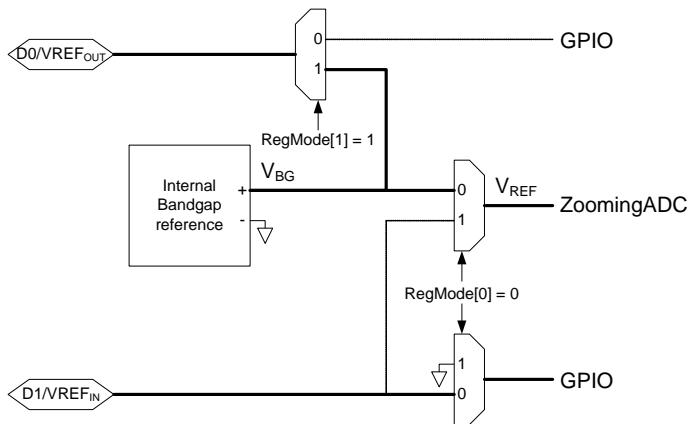 D0/VREFOUT
0
1
GPIO
RegMode[1] = 1
Internal
Bandgap
reference
+
-
VBG
0
1
VREF
ZoomingADC
RegMode[0] = 0
D1/VREFIN
1
0
GPIO